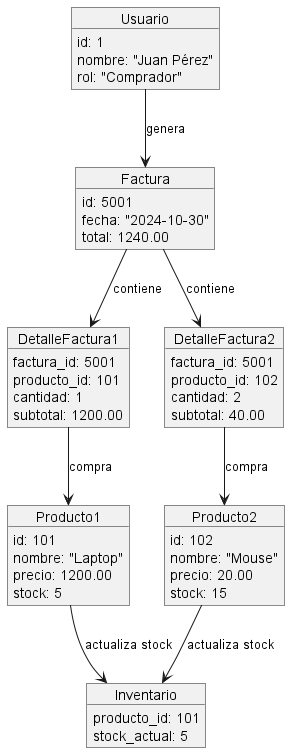 Usuario
id: 1
nombre: "Juan Pérez"
rol: "Comprador"
genera
Factura
id: 5001
fecha: "2024-10-30"
total: 1240.00
contiene
contiene
DetalleFactura1
factura_id: 5001
producto_id: 101
cantidad: 1
subtotal: 1200.00
DetalleFactura2
factura_id: 5001
producto_id: 102
cantidad: 2
subtotal: 40.00
compra
compra
Producto1
id: 101
nombre: "Laptop"
precio: 1200.00
stock: 5
Producto2
id: 102
nombre: "Mouse"
precio: 20.00
stock: 15
actualiza stock
actualiza stock
Inventario
producto_id: 101
stock_actual: 5